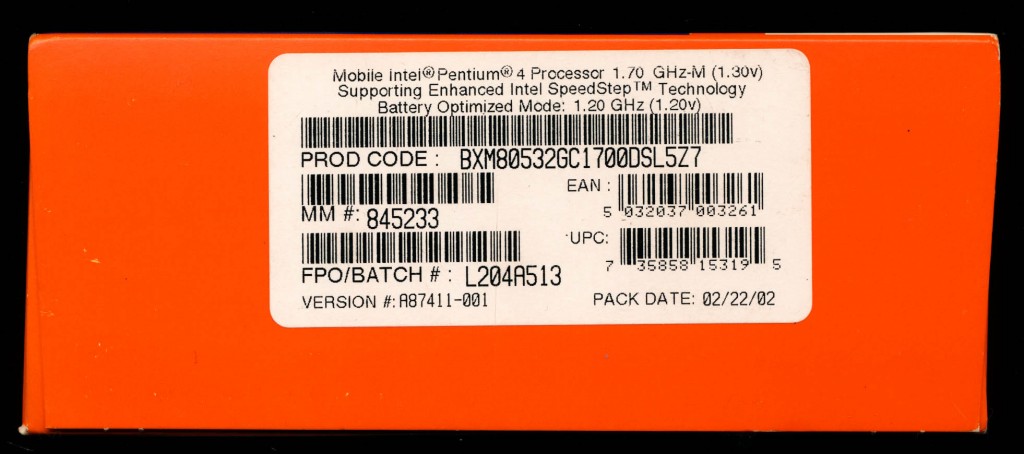 Mobile Intel® Pentium® 4 Processor 1.70 GHz-M (1.30v)
Supporting Enhanced Intel SpeedStep™ Technology
Battery Optimized Mode: 1.20 GHz (1.20v)
PROD CODE : BXM80532GC1700DSL5Z7
MM #: 845233
EAN :
5 032037 003261
FPO/BATCH # : L204A513
UPC:
7 35858 15319 5
VERSION #: A87411-001
PACK DATE: 02/22/02